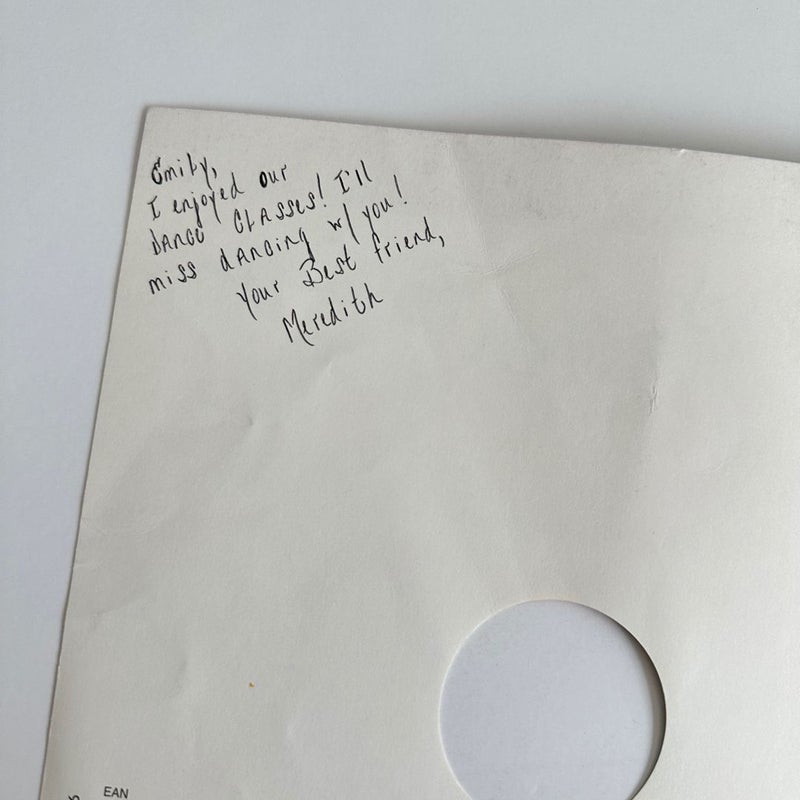 Emily,
I enjoyed our
DANCE CLASSES! I'll
miss dANCing w/ you!
Your Best friend,
Meredith
EAN